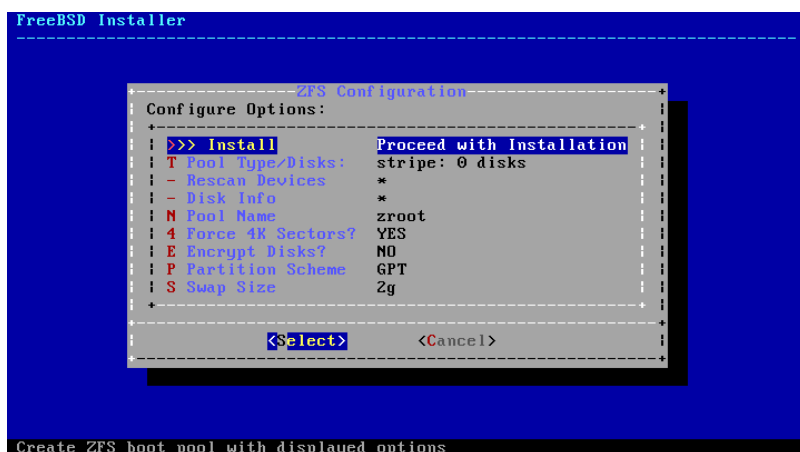 FreeBSD Installer
ZFS Configuration
Configure Options:
>>> Install Proceed with Installation
T Pool Type/Disks: stripe: 0 disks
- Rescan Devices *
- Disk Info *
N Pool Name zroot
4 Force 4K Sectors? YES
E Encrypt Disks? NO
P Partition Scheme GPT
S Swap Size 2g
<Select> <Cancel>
Create ZFS boot pool with displayed options